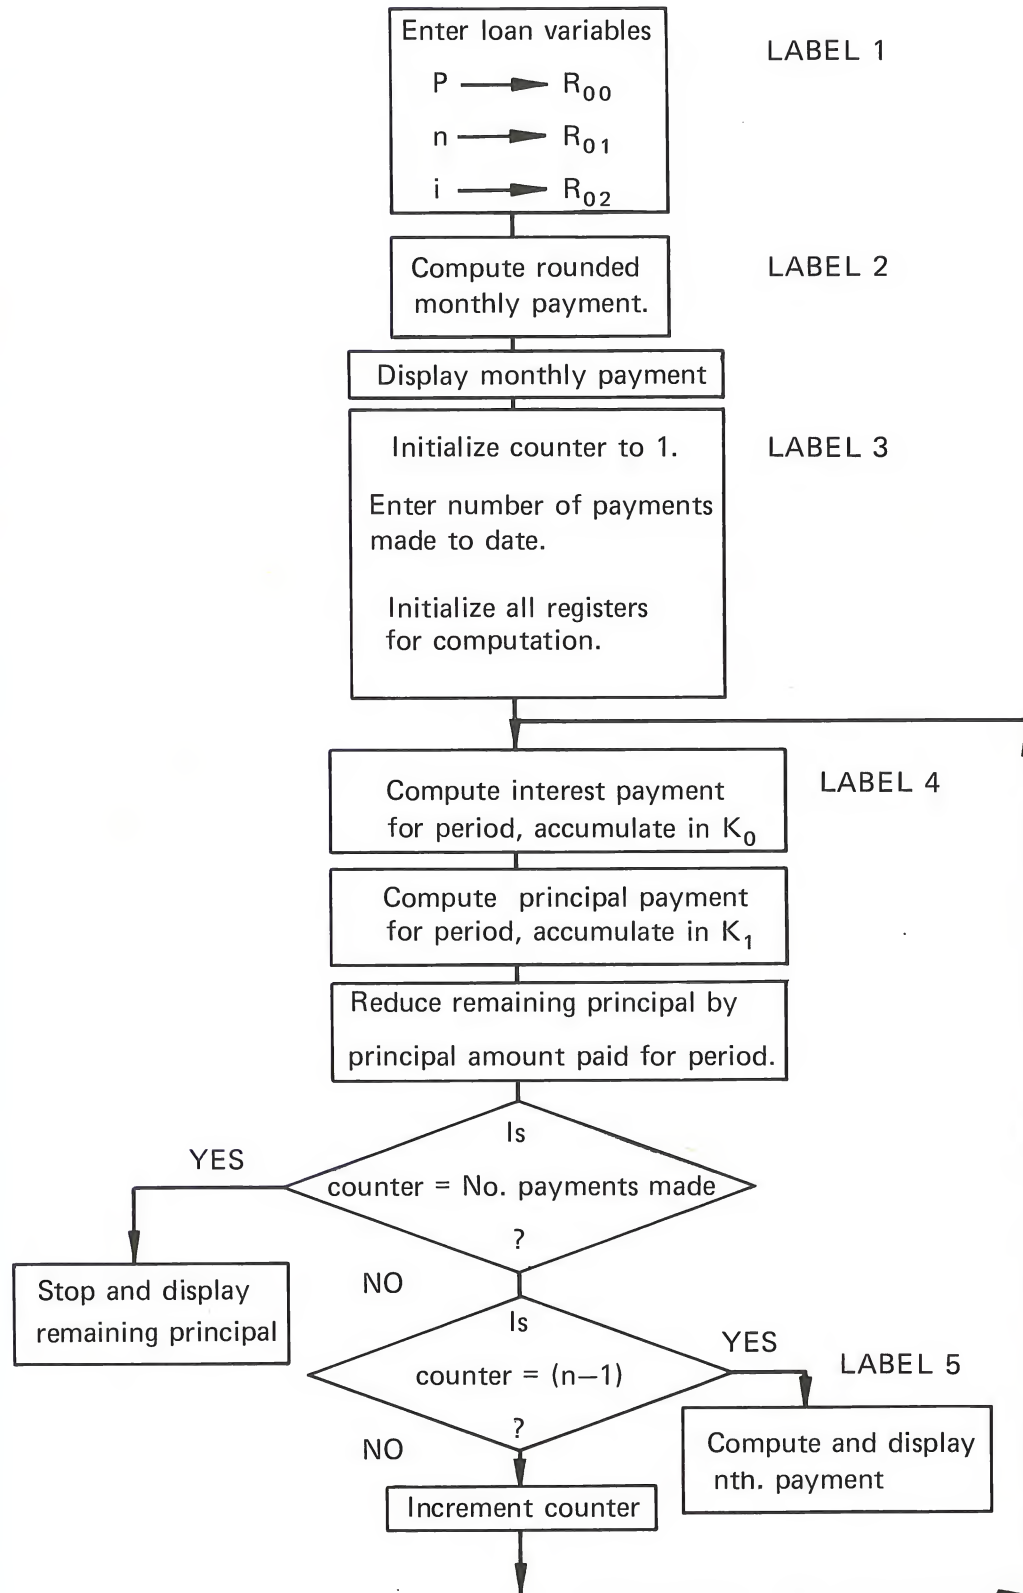 Enter loan variables
LABEL 1
P → R00
n → R01
i → R02
Compute rounded
monthly payment.
LABEL 2
Display monthly payment
Initialize counter to 1.
LABEL 3
Enter number of payments
made to date.
Initialize all registers
for computation.
Compute interest payment
for period, accumulate in K0
LABEL 4
Compute principal payment
for period, accumulate in K1
Reduce remaining principal by
principal amount paid for period.
Is
counter = No. payments made
?
YES
NO
Stop and display
remaining principal
Is
counter = (n−1)
?
YES
LABEL 5
NO
Compute and display
nth. payment
Increment counter